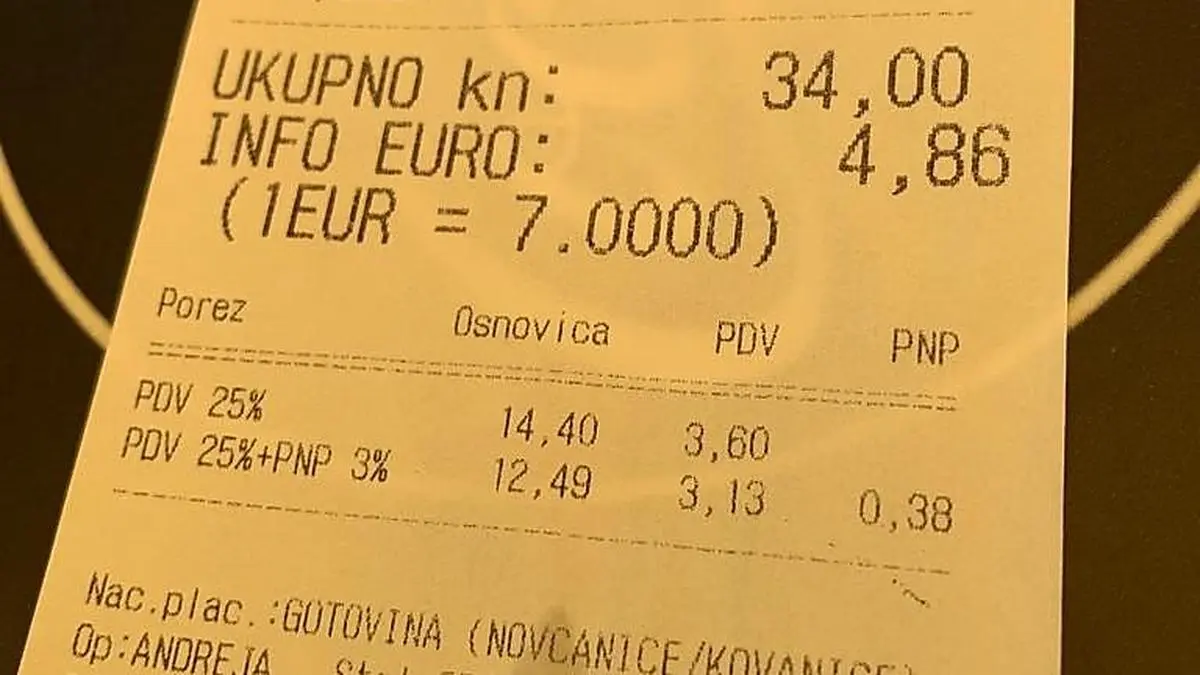 UKUPNO kn: 34,00
INFO EURO: 4,86
(1EUR = 7.0000)
Porez Osnovica PDV PNP
PDV 25% 14,40 3,60
PDV 25%+PNP 3% 12,49 3,13 0,38
Nac.plac.:GOTOVINA (NOVCANICE/KOVANICE)
Op:ANDREJA